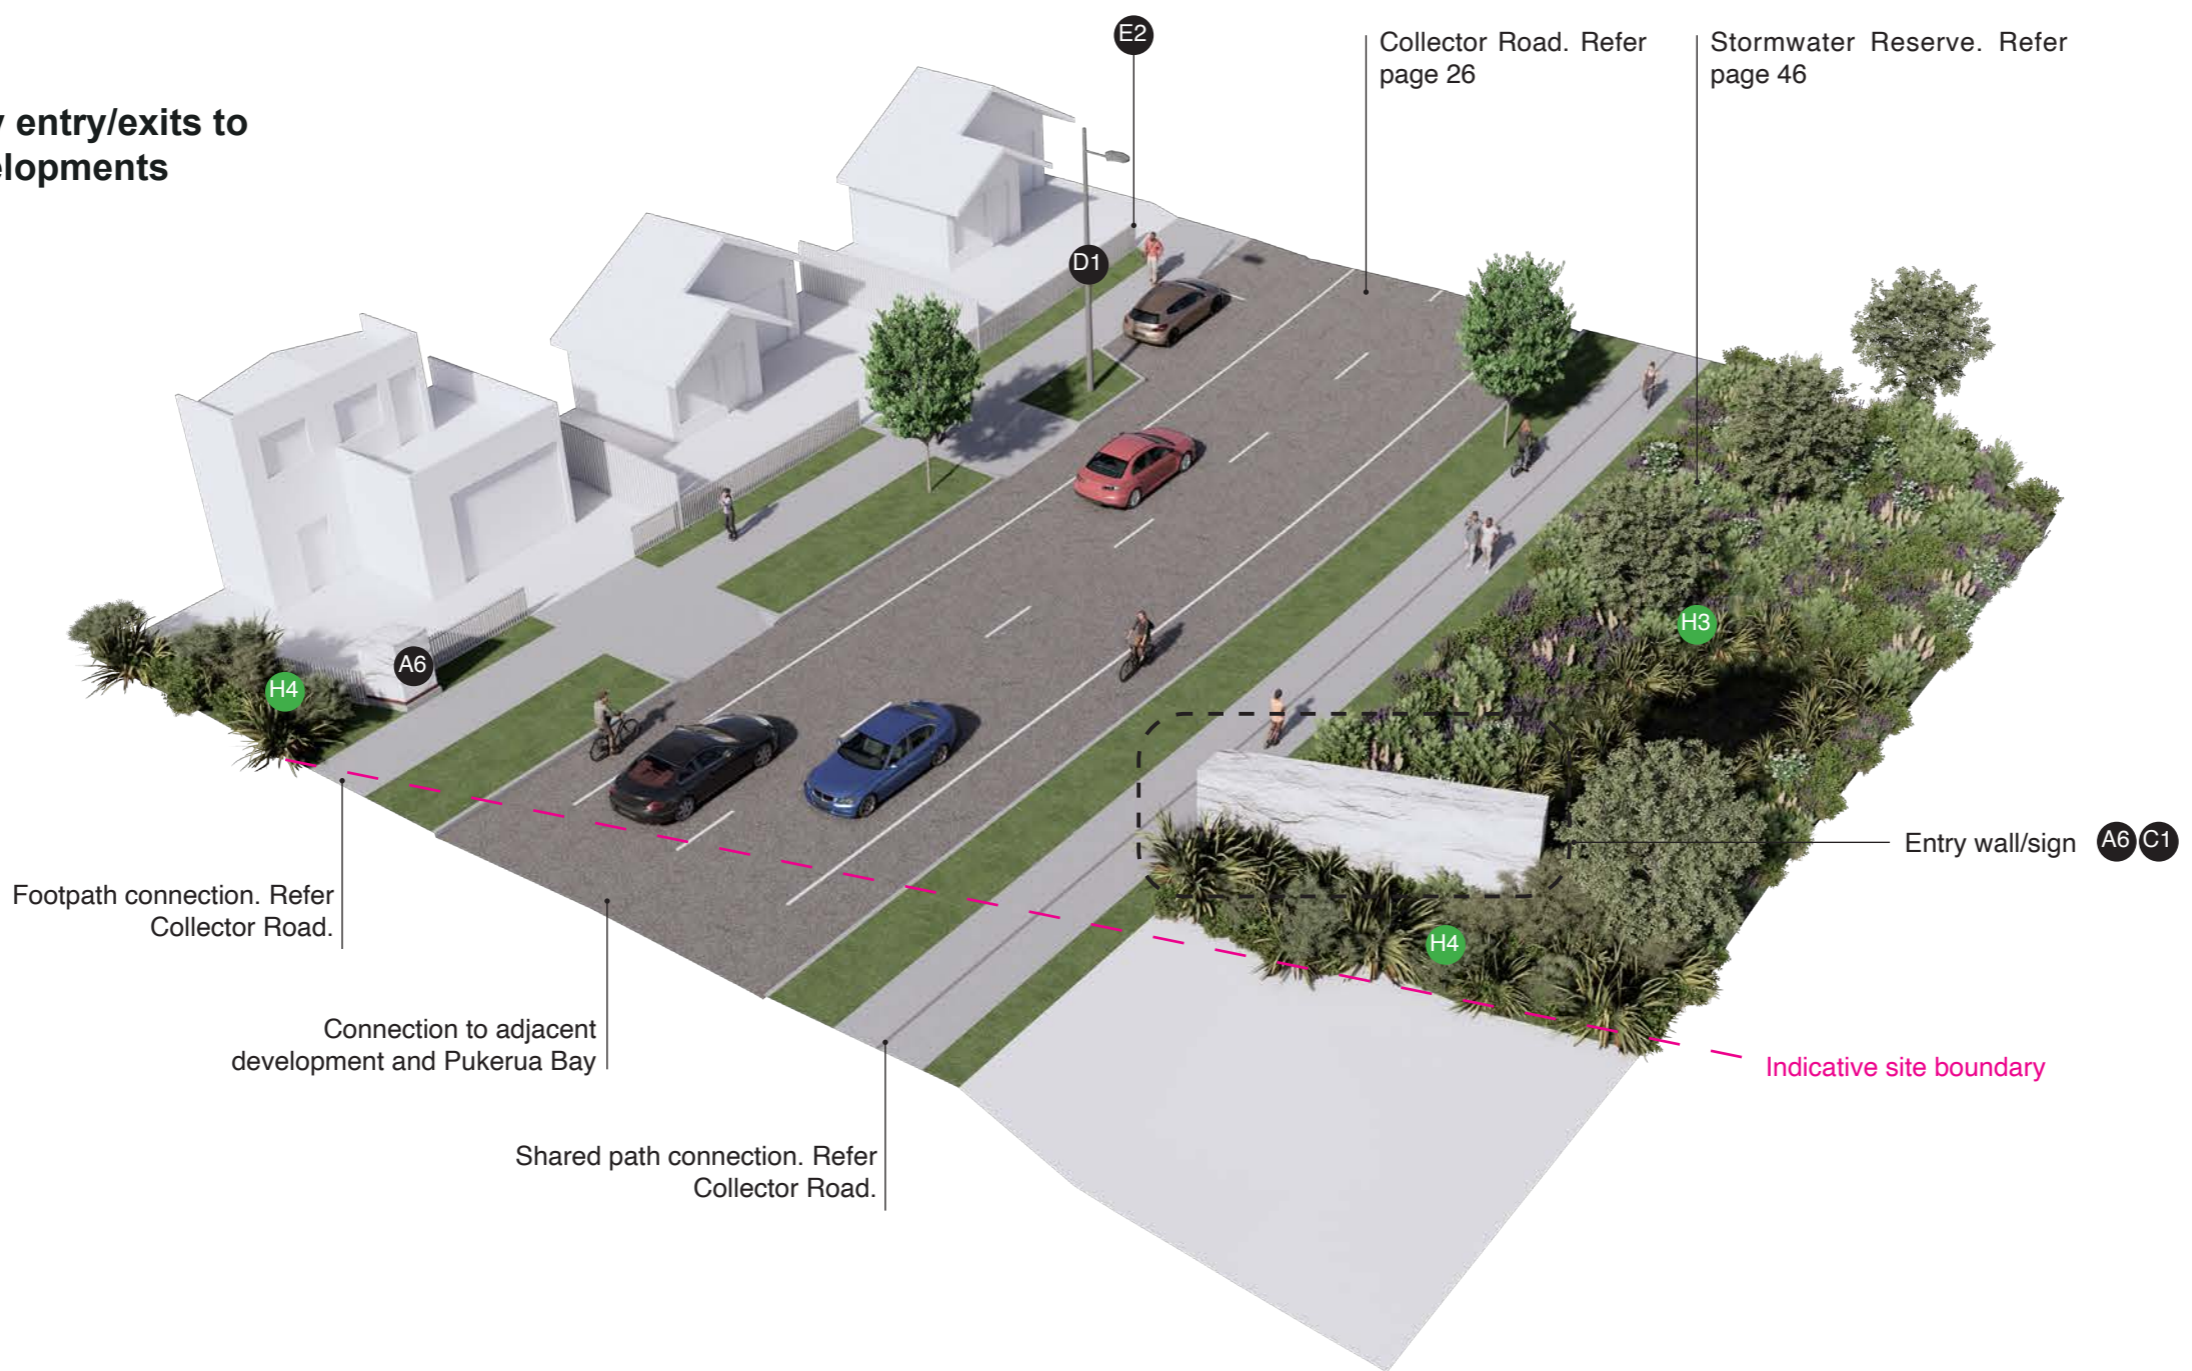 entry/exits to
E2
Collector Road. Refer
page 26
Stormwater Reserve. Refer
page 46
D1
H3
A6
H4
Entry wall/sign A6 C1
Footpath connection. Refer
Collector Road.
H4
Connection to adjacent
development and Pukerua Bay
Indicative site boundary
Shared path connection. Refer
Collector Road.